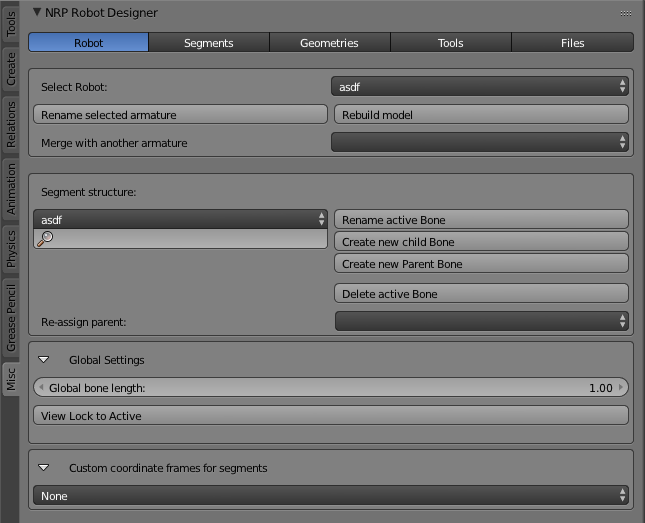 NRP Robot Designer
Robot Segments Geometries Tools Files
Select Robot: asdf
Rename selected armature Rebuild model
Merge with another armature
Segment structure:
asdf Rename active Bone
Create new child Bone
Create new Parent Bone
Delete active Bone
Re-assign parent:
Global Settings
Global bone length: 1.00
View Lock to Active
Custom coordinate frames for segments
None
Tools
Create
Relations
Animation
Physics
Grease Pencil
Misc